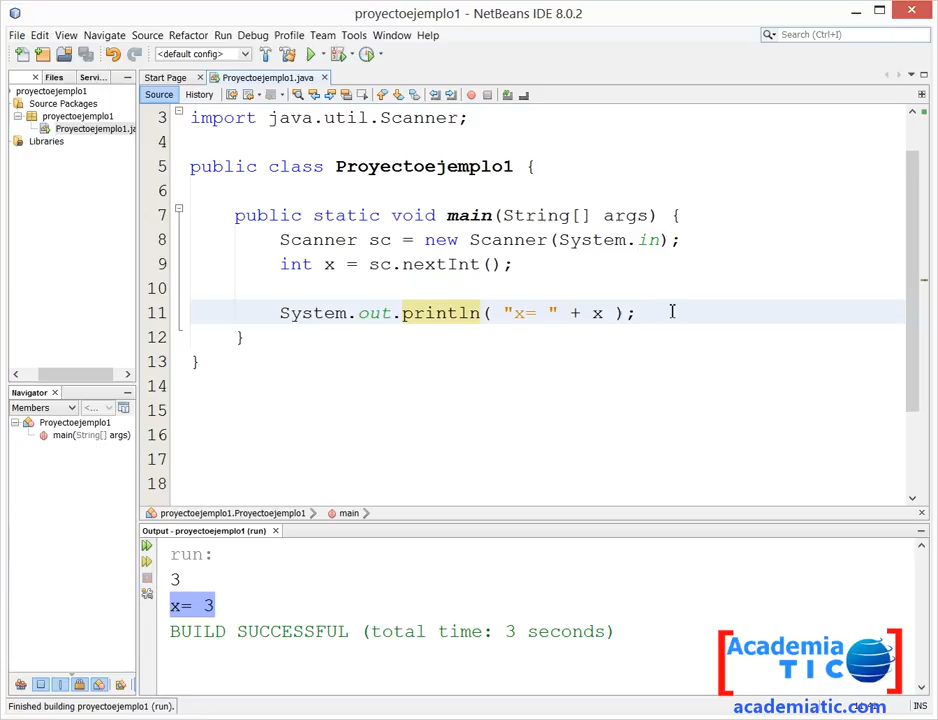 proyectoejemplo1 - NetBeans IDE 8.0.2
File Edit View Navigate Source Refactor Run Debug Profile Team Tools Window Help
Search (Ctrl+I)
<default config>
Files Servi...
Start Page Proyectoejemplo1.java
proyectoejemplo1
Source Packages
proyectoejemplo1
Proyectoejemplo1.ja
Libraries
Source History
3 import java.util.Scanner;
4
5 public class Proyectoejemplo1 {
6
7 public static void main(String[] args) {
8 Scanner sc = new Scanner(System.in);
9 int x = sc.nextInt();
10
11 System.out.println( "x= " + x );
12 }
13 }
14
15
16
17
18
Navigator
Members <...
Proyectoejemplo1
main(String[] args)
proyectoejemplo1.Proyectoejemplo1 main
Output - proyectoejemplo1 (run)
run:
3
x= 3
BUILD SUCCESSFUL (total time: 3 seconds)
Academia
TIC
academiatic.com
Finished building proyectoejemplo1 (run).
INS